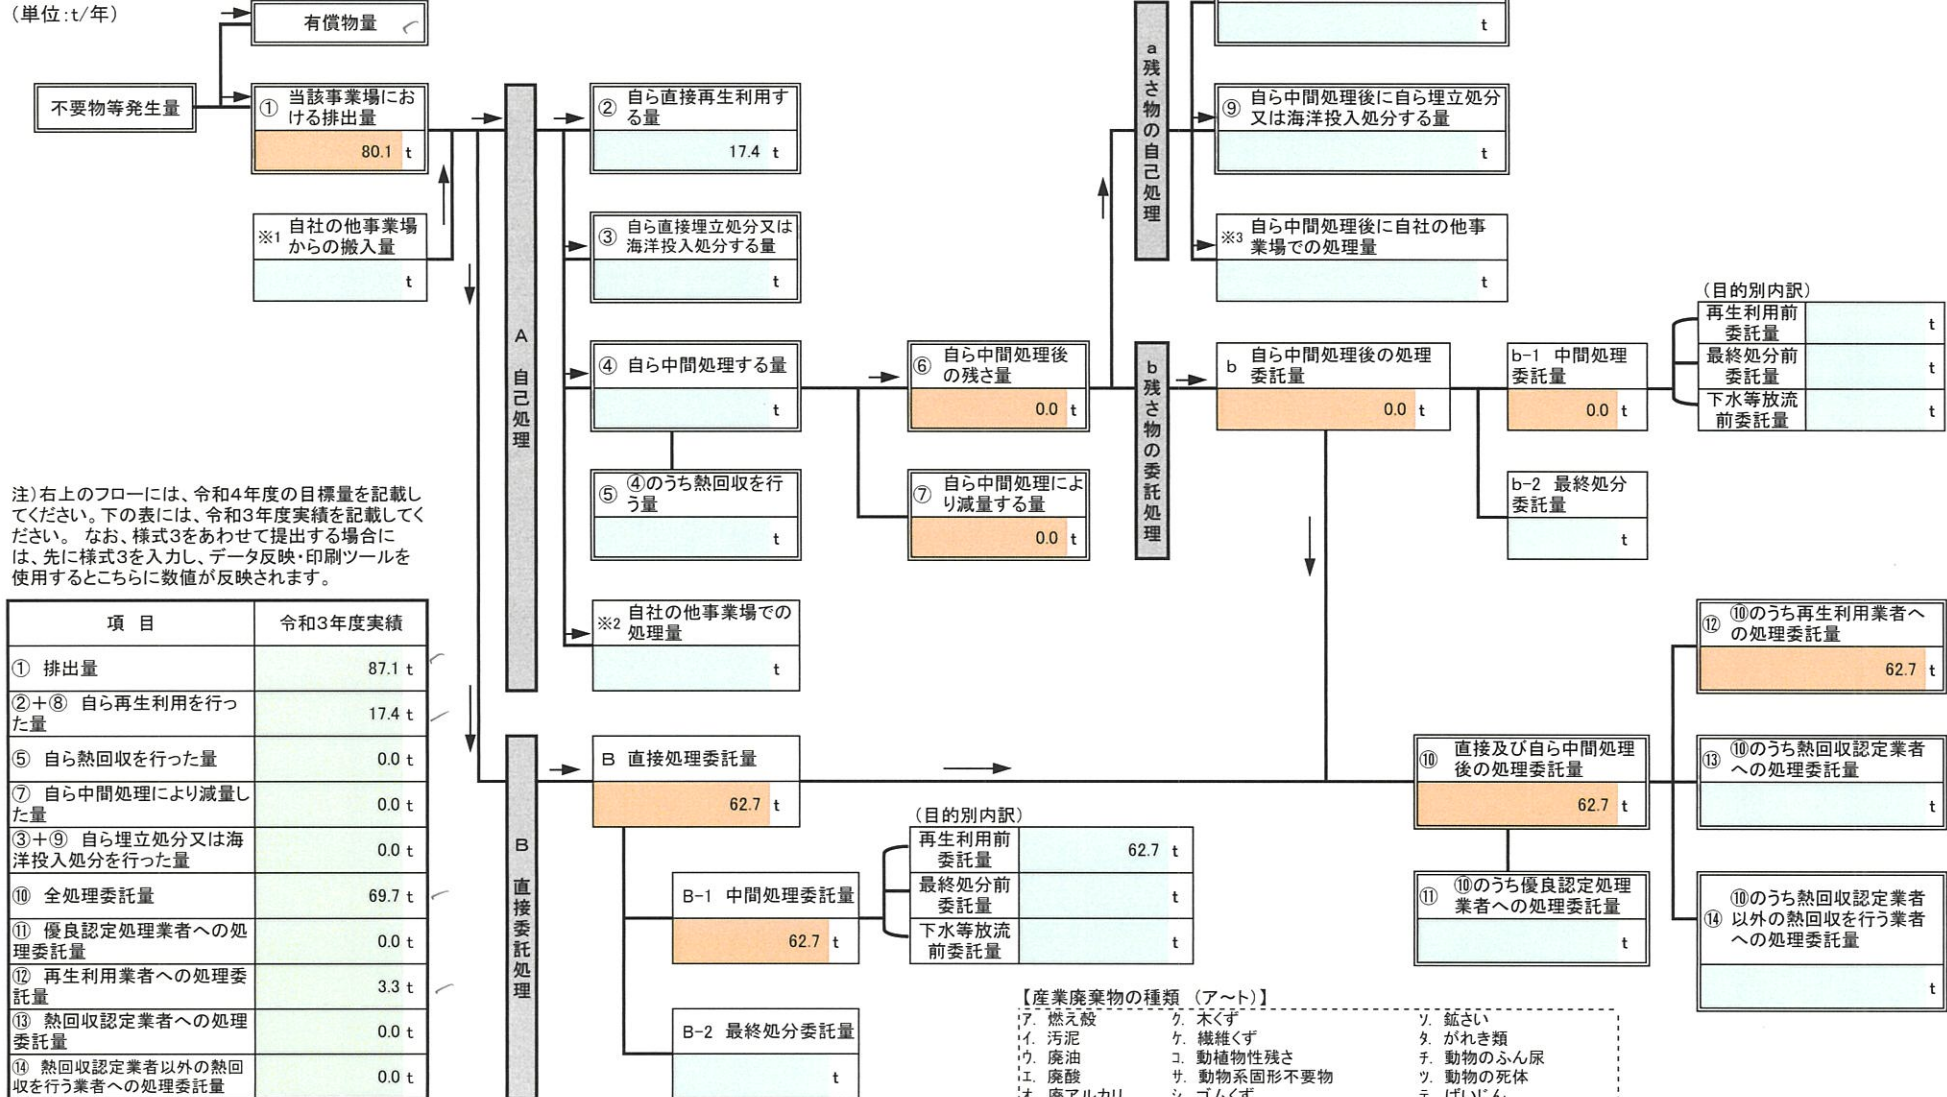 (単位:t/年)
有償物量
不要物等発生量
① 当該事業場にお
ける排出量
80.1 t
※1 自社の他事業場
からの搬入量
t
A 自己処理
② 自ら直接再生利用す
る量
17.4 t
③ 自ら直接埋立処分又は
海洋投入処分する量
t
④ 自ら中間処理する量
t
⑤ ④のうち熱回収を行
う量
t
※2 自社の他事業場での
処理量
t
⑥ 自ら中間処理後
の残さ量
0.0 t
⑦ 自ら中間処理によ
り減量する量
0.0 t
a 残さ物の自己処理
t
⑨ 自ら中間処理後に自ら埋立処分
又は海洋投入処分する量
t
※3 自ら中間処理後に自社の他事
業場での処理量
t
b 残さ物の委託処理
b 自ら中間処理後の処理
委託量
0.0 t
b-1 中間処理
委託量
0.0 t
b-2 最終処分
委託量
t
(目的別内訳)
再生利用前
委託量
t
最終処分前
委託量
t
下水等放流
前委託量
t
注)右上のフローには、令和4年度の目標量を記載し
てください。下の表には、令和3年度実績を記載してく
ださい。 なお、様式3をあわせて提出する場合に
は、先に様式3を入力し、データ反映・印刷ツールを
使用するとこちらに数値が反映されます。
項 目 令和3年度実績
① 排出量 87.1 t
②+⑧ 自ら再生利用を行っ
た量
17.4 t
⑤ 自ら熱回収を行った量 0.0 t
⑦ 自ら中間処理により減量し
た量
0.0 t
③+⑨ 自ら埋立処分又は海
洋投入処分を行った量
0.0 t
⑩ 全処理委託量 69.7 t
⑪ 優良認定処理業者への処
理委託量
0.0 t
⑫ 再生利用業者への処理委
託量
3.3 t
⑬ 熱回収認定業者への処理
委託量
0.0 t
⑭ 熱回収認定業者以外の熱回
収を行う業者への処理委託量
0.0 t
B 直接委託処理
B 直接処理委託量
62.7 t
B-1 中間処理委託量
62.7 t
B-2 最終処分委託量
t
(目的別内訳)
再生利用前
委託量
62.7 t
最終処分前
委託量
t
下水等放流
前委託量
t
⑩ 直接及び自ら中間処理
後の処理委託量
62.7 t
⑪ ⑩のうち優良認定処理
業者への処理委託量
t
⑫ ⑩のうち再生利用業者へ
の処理委託量
62.7 t
⑬ ⑩のうち熱回収認定業者
への処理委託量
t
⑭ ⑩のうち熱回収認定業者
以外の熱回収を行う業者
への処理委託量
t
【産業廃棄物の種類 (ア~ト)】
ア. 燃え殻 ク. 木くず ソ. 鉱さい
イ. 汚泥 ケ. 繊維くず タ. がれき類
ウ. 廃油 コ. 動植物性残さ チ. 動物のふん尿
エ. 廃酸 サ. 動物系固形不要物 ツ. 動物の死体
オ. 廃アルカリ シ. ゴムくず テ. ばいじん